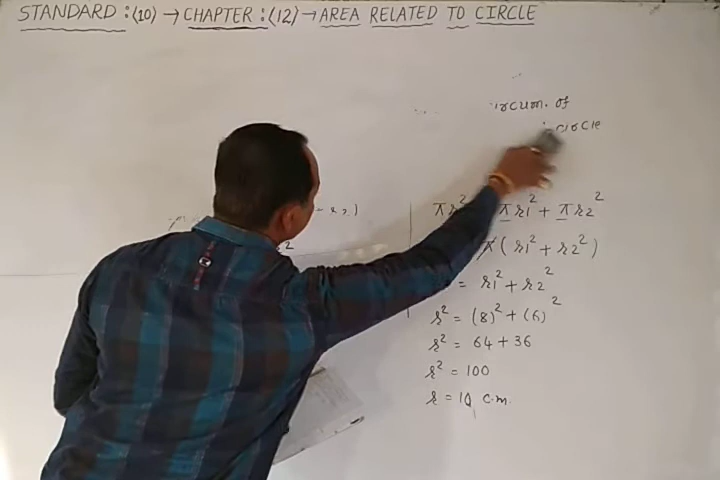 STANDARD :(10) → CHAPTER :(12) → AREA RELATED TO CIRCLE
ircum. of
circle
πr1² + πr2²
(r1² + r2²)
= r1² + r2²
r² = (8)² + (6)²
r² = 64 + 36
r² = 100
r = 10 c.m.